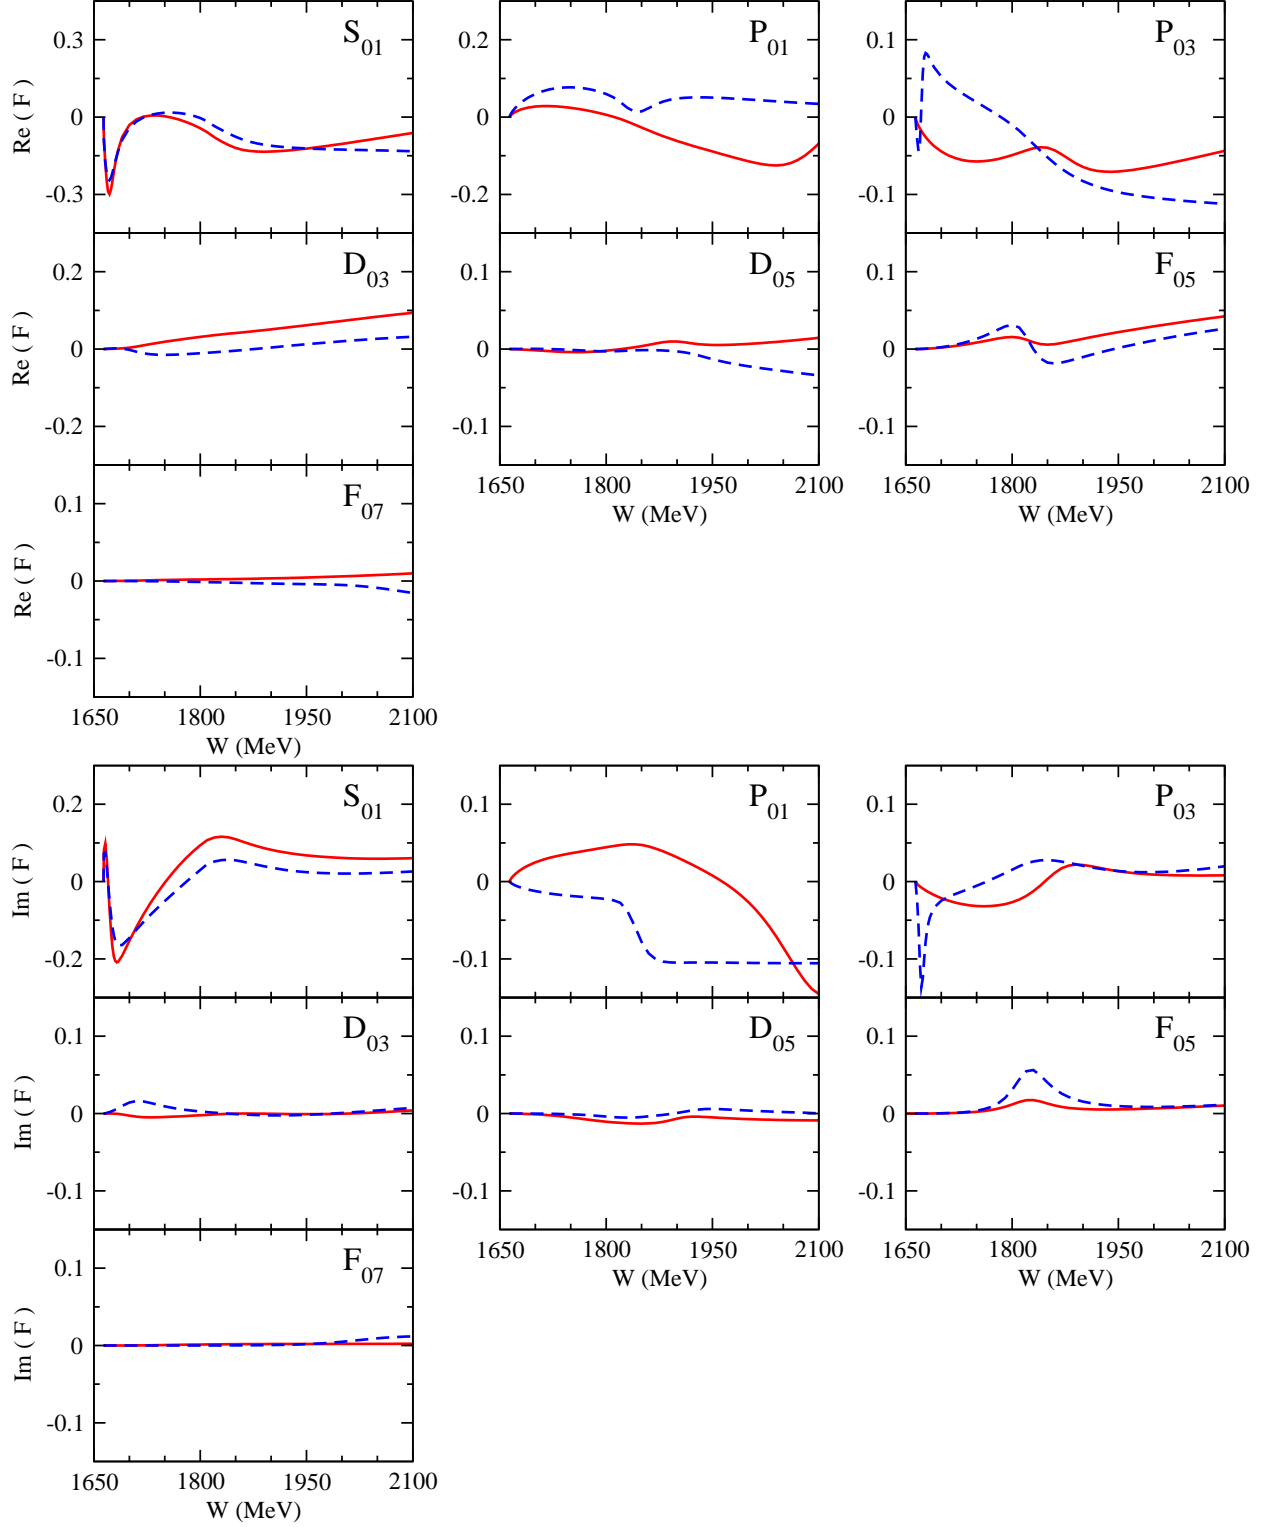 S01 P01 P03
0.3 0.2 0.1
Re ( F ) 0 0 0
-0.3 -0.2 -0.1
D03 D05 F05
0.2 0.1 0.1
Re ( F ) 0 0 0
-0.2 -0.1 -0.1
1650 1800 1950 2100 1650 1800 1950 2100
W (MeV) W (MeV)
F07
0.1
Re ( F ) 0
-0.1
1650 1800 1950 2100
W (MeV)
S01 P01 P03
0.2 0.1 0.1
Im ( F ) 0 0 0
-0.2 -0.1 -0.1
D03 D05 F05
0.1 0.1 0.1
Im ( F ) 0 0 0
-0.1 -0.1 -0.1
1650 1800 1950 2100 1650 1800 1950 2100
W (MeV) W (MeV)
F07
0.1
Im ( F ) 0
-0.1
1650 1800 1950 2100
W (MeV)